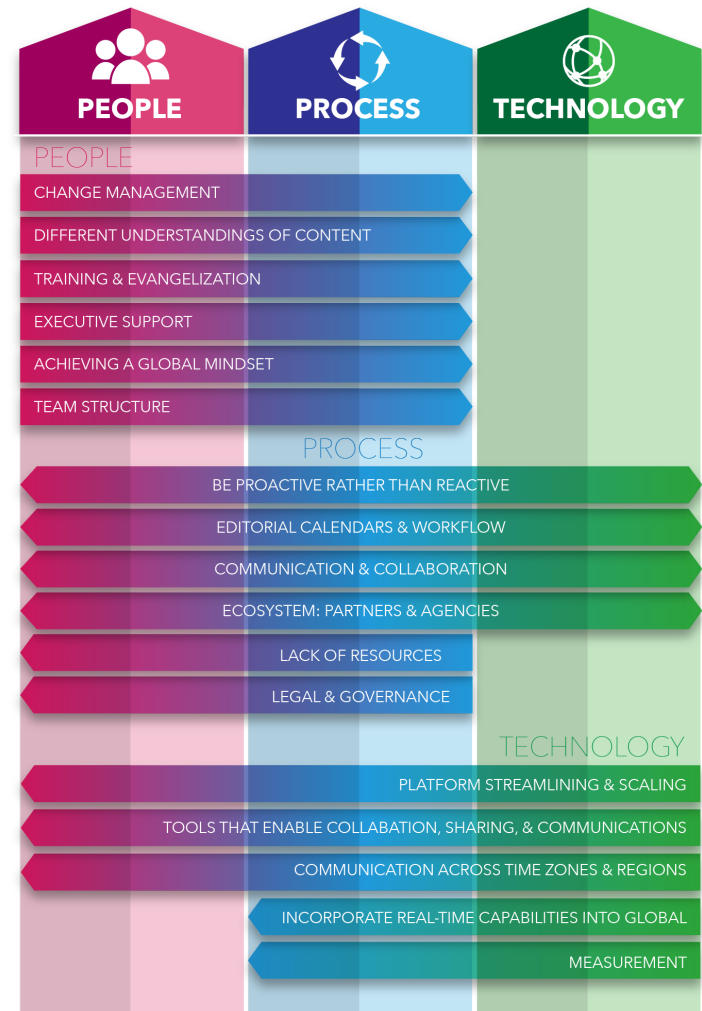 PEOPLE
PROCESS
TECHNOLOGY
PEOPLE
CHANGE MANAGEMENT
DIFFERENT UNDERSTANDINGS OF CONTENT
TRAINING & EVANGELIZATION
EXECUTIVE SUPPORT
ACHIEVING A GLOBAL MINDSET
TEAM STRUCTURE
PROCESS
BE PROACTIVE RATHER THAN REACTIVE
EDITORIAL CALENDARS & WORKFLOW
COMMUNICATION & COLLABORATION
ECOSYSTEM: PARTNERS & AGENCIES
LACK OF RESOURCES
LEGAL & GOVERNANCE
TECHNOLOGY
PLATFORM STREAMLINING & SCALING
TOOLS THAT ENABLE COLLABATION, SHARING, & COMMUNICATIONS
COMMUNICATION ACROSS TIME ZONES & REGIONS
INCORPORATE REAL-TIME CAPABILITIES INTO GLOBAL
MEASUREMENT